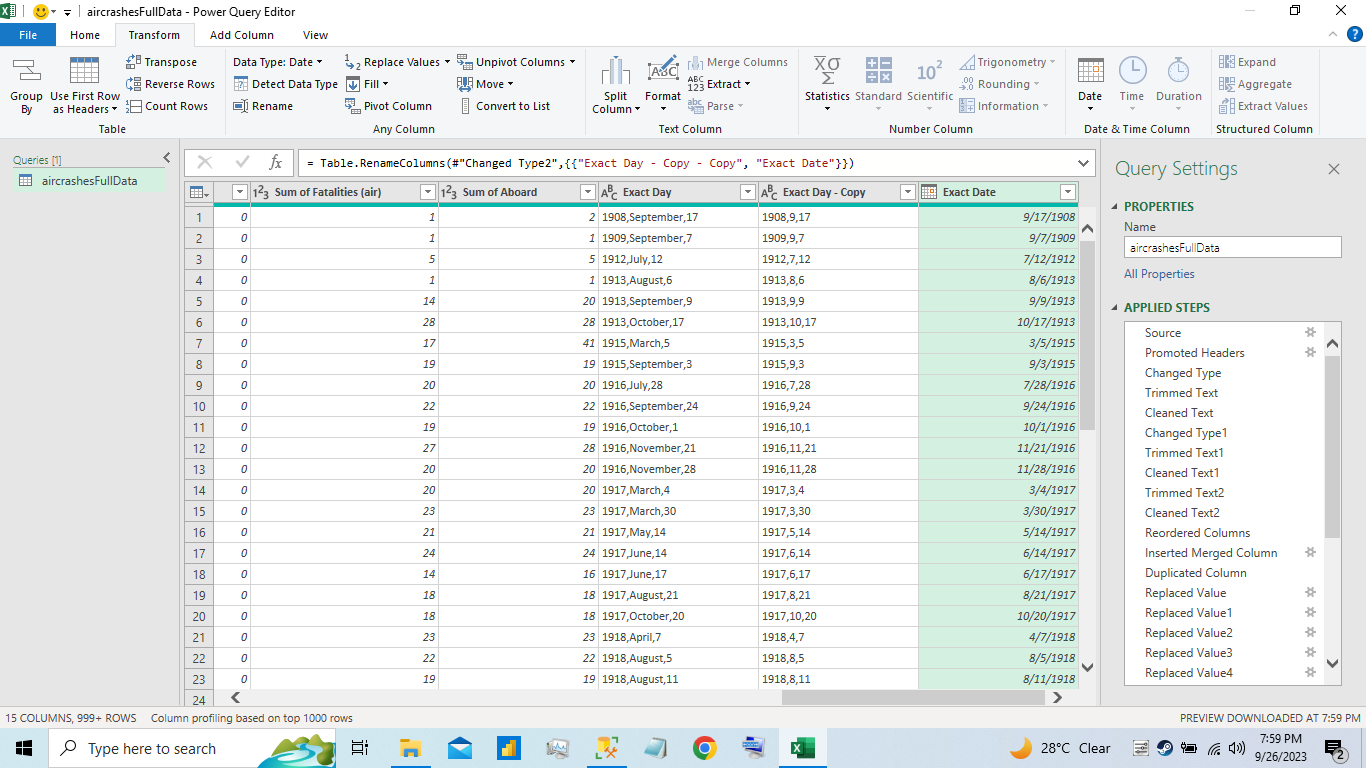 aircrashesFullData - Power Query Editor
File Home Transform Add Column View
Group By
Use First Row as Headers
Transpose
Reverse Rows
Count Rows
Table
Data Type: Date
Detect Data Type
Rename
Replace Values
Fill
Pivot Column
Unpivot Columns
Move
Convert to List
Any Column
Split Column
Format
Merge Columns
Extract
Parse
Text Column
Statistics
Standard
Scientific
Trigonometry
Rounding
Information
Number Column
Date
Time
Duration
Date & Time Column
Expand
Aggregate
Extract Values
Structured Column
Queries [1]
aircrashesFullData
= Table.RenameColumns(#"Changed Type2",{{"Exact Day - Copy - Copy", "Exact Date"}})
Sum of Fatalities (air) Sum of Aboard Exact Day Exact Day - Copy Exact Date
1 0 1 2 1908,September,17 1908,9,17 9/17/1908
2 0 1 1 1909,September,7 1909,9,7 9/7/1909
3 0 5 5 1912,July,12 1912,7,12 7/12/1912
4 0 1 1 1913,August,6 1913,8,6 8/6/1913
5 0 14 20 1913,September,9 1913,9,9 9/9/1913
6 0 28 28 1913,October,17 1913,10,17 10/17/1913
7 0 17 41 1915,March,5 1915,3,5 3/5/1915
8 0 19 19 1915,September,3 1915,9,3 9/3/1915
9 0 20 20 1916,July,28 1916,7,28 7/28/1916
10 0 22 22 1916,September,24 1916,9,24 9/24/1916
11 0 19 19 1916,October,1 1916,10,1 10/1/1916
12 0 27 28 1916,November,21 1916,11,21 11/21/1916
13 0 20 20 1916,November,28 1916,11,28 11/28/1916
14 0 20 20 1917,March,4 1917,3,4 3/4/1917
15 0 23 23 1917,March,30 1917,3,30 3/30/1917
16 0 21 21 1917,May,14 1917,5,14 5/14/1917
17 0 24 24 1917,June,14 1917,6,14 6/14/1917
18 0 14 16 1917,June,17 1917,6,17 6/17/1917
19 0 18 18 1917,August,21 1917,8,21 8/21/1917
20 0 18 18 1917,October,20 1917,10,20 10/20/1917
21 0 23 23 1918,April,7 1918,4,7 4/7/1918
22 0 22 22 1918,August,5 1918,8,5 8/5/1918
23 0 19 19 1918,August,11 1918,8,11 8/11/1918
24
Query Settings
PROPERTIES
Name
aircrashesFullData
All Properties
APPLIED STEPS
Source
Promoted Headers
Changed Type
Trimmed Text
Cleaned Text
Changed Type1
Trimmed Text1
Cleaned Text1
Trimmed Text2
Cleaned Text2
Reordered Columns
Inserted Merged Column
Duplicated Column
Replaced Value
Replaced Value1
Replaced Value2
Replaced Value3
Replaced Value4
15 COLUMNS, 999+ ROWS Column profiling based on top 1000 rows PREVIEW DOWNLOADED AT 7:59 PM
Type here to search
28°C Clear
7:59 PM
9/26/2023
2